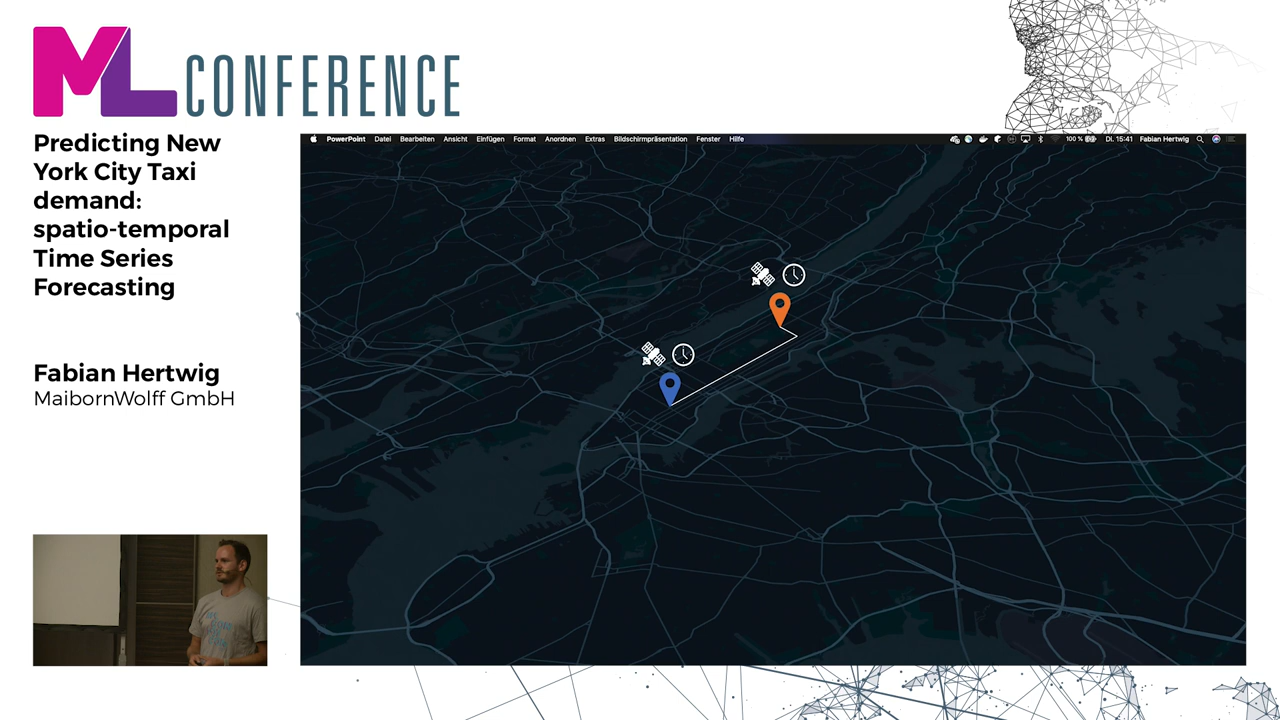 ML CONFERENCE
Predicting New
York City Taxi
demand:
spatio-temporal
Time Series
Forecasting
Fabian Hertwig
MaibornWolff GmbH
PowerPoint Datei Bearbeiten Ansicht Einfügen Format Anordnen Extras Bildschirmpräsentation Fenster Hilfe 100 % Di. 15:41 Fabian Hertwig